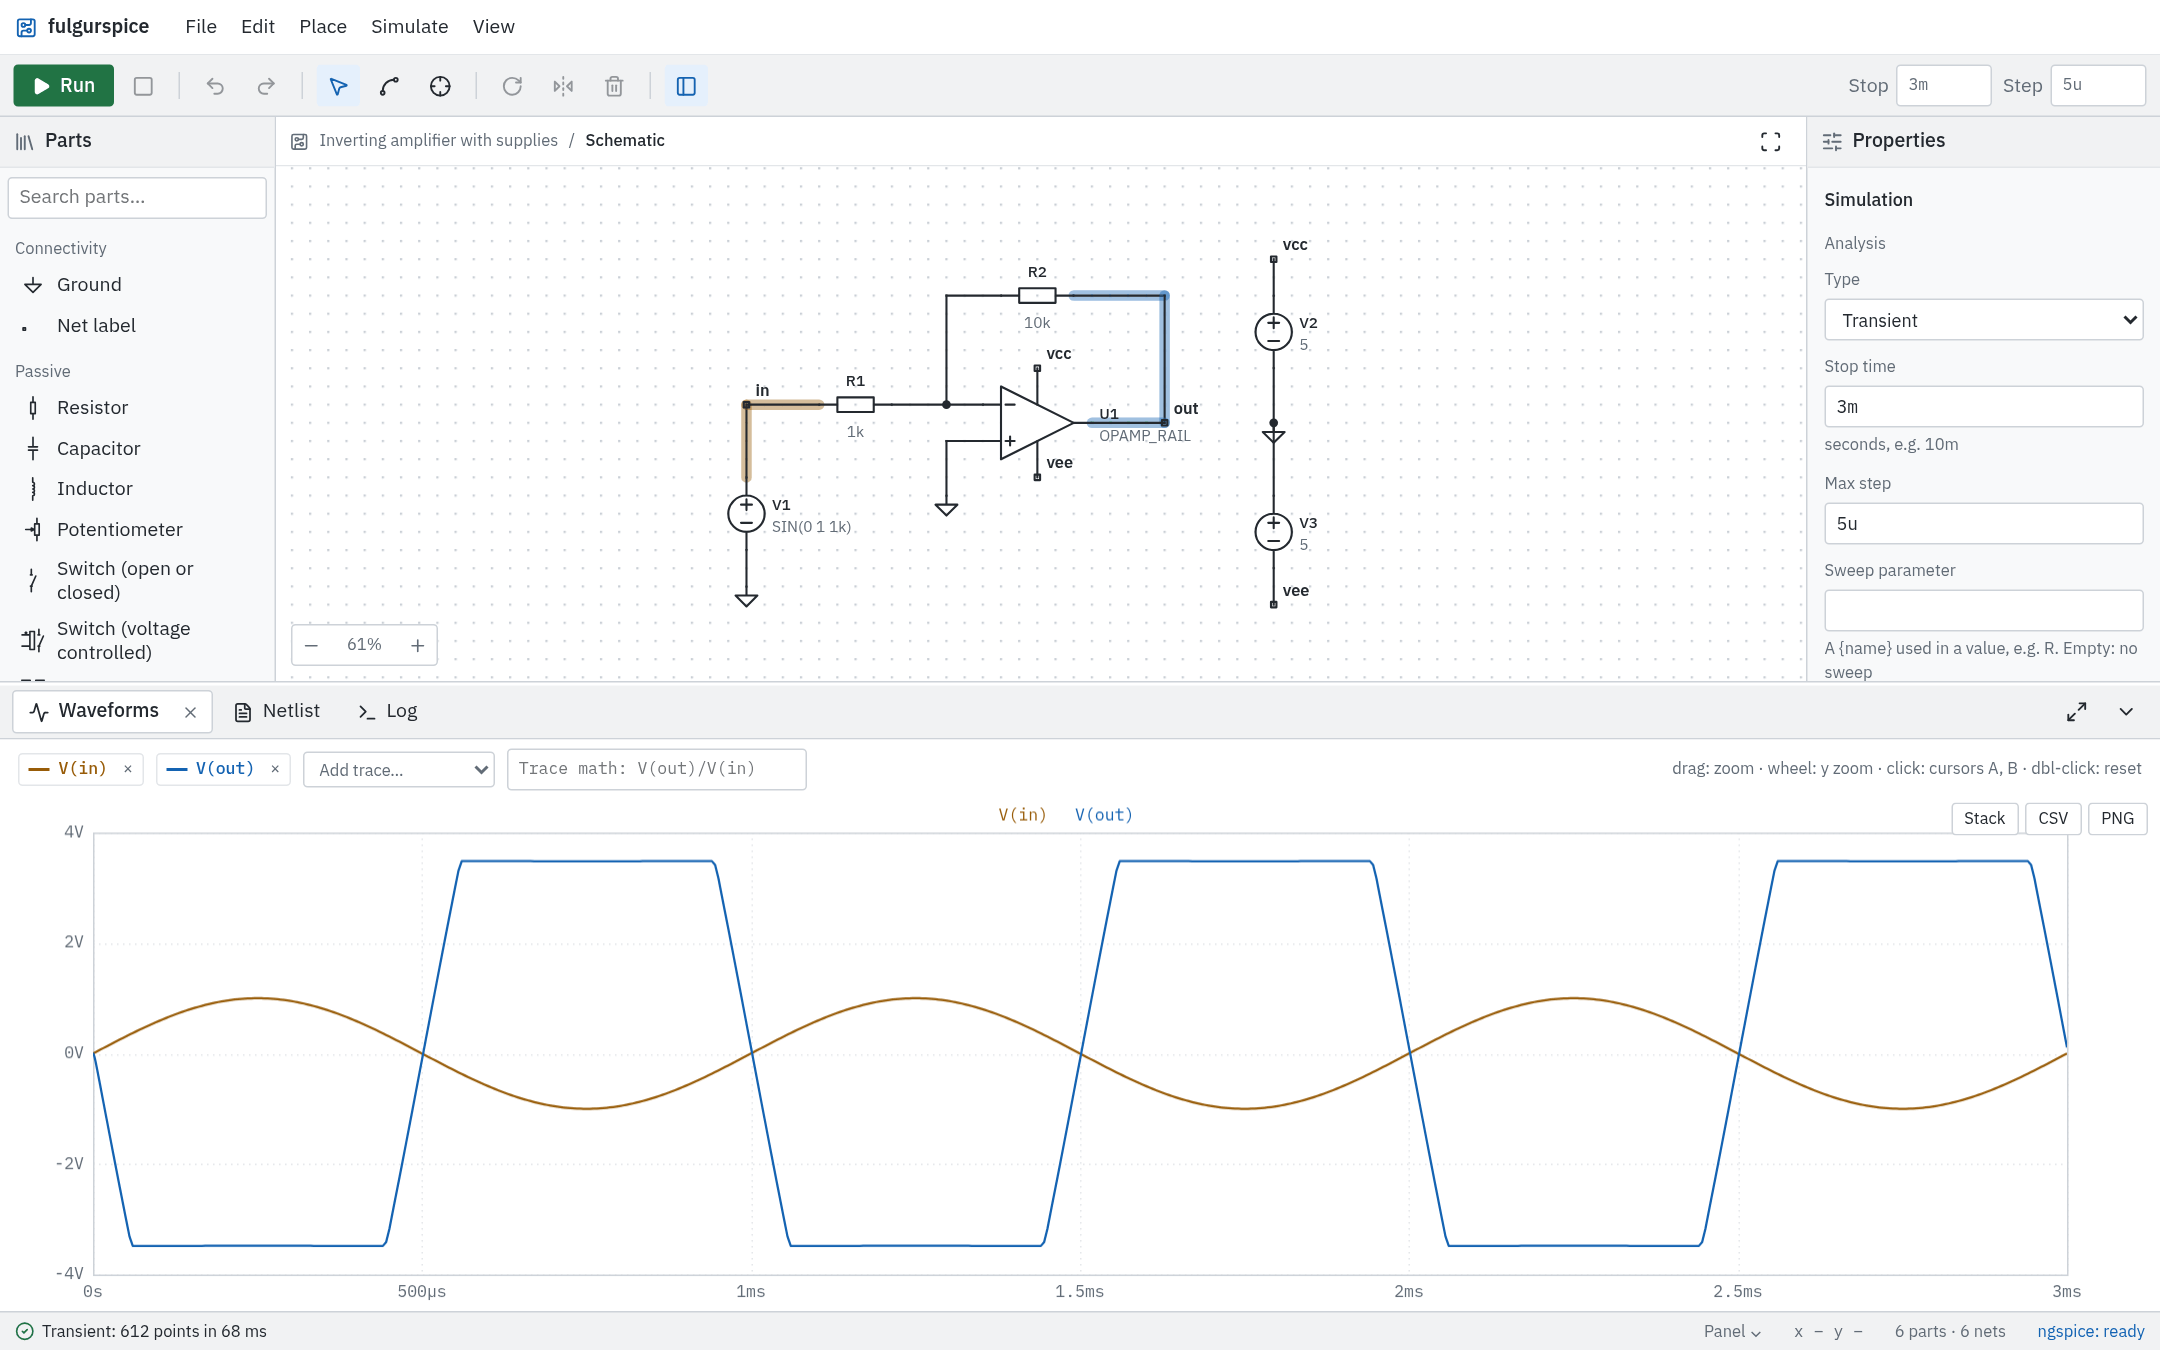 fulgurspice File Edit Place Simulate View
Run Stop 3m Step 5u
Parts
Search parts...
Connectivity
Ground
Net label
Passive
Resistor
Capacitor
Inductor
Potentiometer
Switch (open or
closed)
Switch (voltage
controlled)
Inverting amplifier with supplies / Schematic
vcc
R2
10k
V2
5
vcc
in
R1
1k
U1
out
OPAMP_RAIL
vee
V1
SIN(0 1 1k)
V3
5
vee
61%
Properties
Simulation
Analysis
Type
Transient
Stop time
3m
seconds, e.g. 10m
Max step
5u
Sweep parameter
A {name} used in a value, e.g. R. Empty: no
sweep
Waveforms × Netlist Log
V(in) × V(out) × Add trace... Trace math: V(out)/V(in) drag: zoom · wheel: y zoom · click: cursors A, B · dbl-click: reset
V(in) V(out)
Stack CSV PNG
4V
2V
0V
-2V
-4V
0s 500µs 1ms 1.5ms 2ms 2.5ms 3ms
Transient: 612 points in 68 ms Panel x – y – 6 parts · 6 nets ngspice: ready